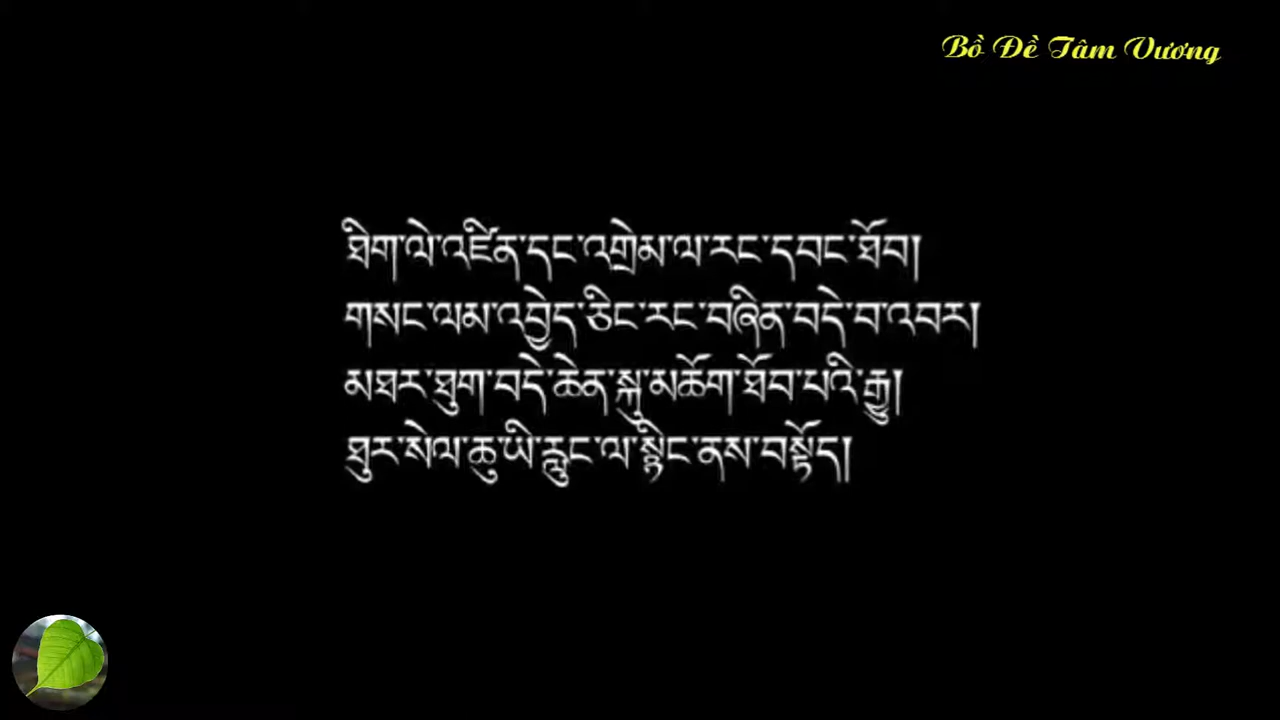 Bồ Đề Tâm Vương
ཐིག་ལེ་འཛིན་དང་འགྲེམ་ལ་རང་དབང་ཐོབ།
གསང་ལམ་འབྱེད་ཅིང་རང་བཞིན་བདེ་བ་འབར།
མཐར་ཐུག་བདེ་ཆེན་སྐུ་མཆོག་ཐོབ་པའི་རྒྱུ།
ཐུར་སེལ་ཆུ་ཡི་རླུང་ལ་སྙིང་ནས་བསྟོད།